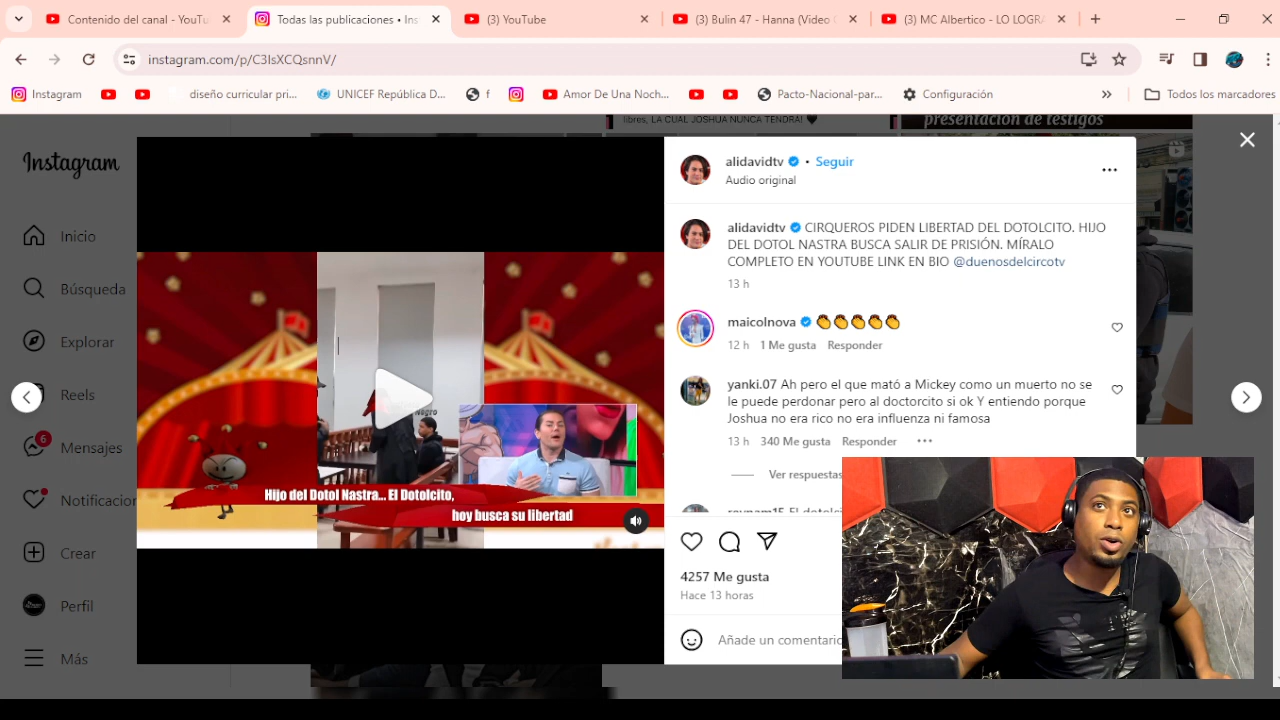 Contenido del canal - YouTu
Todas las publicaciones • Ins
(3) YouTube
(3) Bulin 47 - Hanna (Video
(3) MC Albertico - LO LOGRA
instagram.com/p/C3IsXCQsnnV/
Instagram
diseño curricular pri...
UNICEF República D...
f
Amor De Una Noch...
Pacto-Nacional-par...
Configuración
Todos los marcadores
libres, LA CUAL JOSHUA NUNCA TENDRA!
presentación de testigos
Instagram
Inicio
Búsqueda
Explorar
Reels
6
Mensajes
Notificacion
Crear
Perfil
Más
Hijo del Dotol Nastra... El Dotolcito,
hoy busca su libertad
alidavidtv • Seguir
Audio original
alidavidtv CIRQUEROS PIDEN LIBERTAD DEL DOTOLCITO. HIJO
DEL DOTOL NASTRA BUSCA SALIR DE PRISIÓN. MÍRALO
COMPLETO EN YOUTUBE LINK EN BIO @duenosdelcircotv
13 h
maicolnova
12 h 1 Me gusta Responder
yanki.07 Ah pero el que mató a Mickey como un muerto no se
le puede perdonar pero al doctorcito si ok Y entiendo porque
Joshua no era rico no era influenza ni famosa
13 h 340 Me gusta Responder
Ver respuestas
4257 Me gusta
Hace 13 horas
Añade un comentario